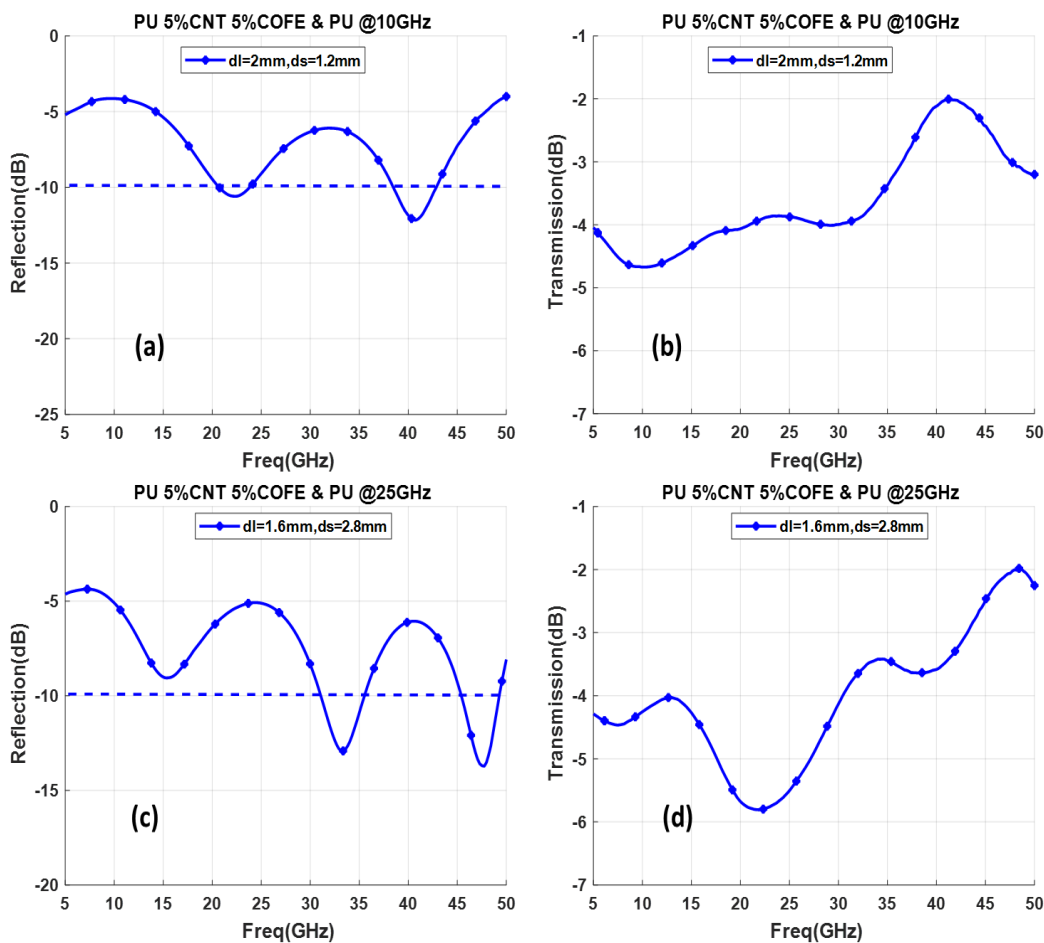 PU 5%CNT 5%COFE & PU @10GHz
dl=2mm,ds=1.2mm
Reflection(dB)
0
-5
-10
-15
-20
-25
(a)
5 10 15 20 25 30 35 40 45 50
Freq(GHz)
PU 5%CNT 5%COFE & PU @10GHz
dl=2mm,ds=1.2mm
Transmission(dB)
-1
-2
-3
-4
-5
-6
-7
(b)
5 10 15 20 25 30 35 40 45 50
Freq(GHz)
PU 5%CNT 5%COFE & PU @25GHz
dl=1.6mm,ds=2.8mm
Reflection(dB)
0
-5
-10
-15
-20
(c)
5 10 15 20 25 30 35 40 45 50
Freq(GHz)
PU 5%CNT 5%COFE & PU @25GHz
dl=1.6mm,ds=2.8mm
Transmission(dB)
-1
-2
-3
-4
-5
-6
-7
(d)
5 10 15 20 25 30 35 40 45 50
Freq(GHz)